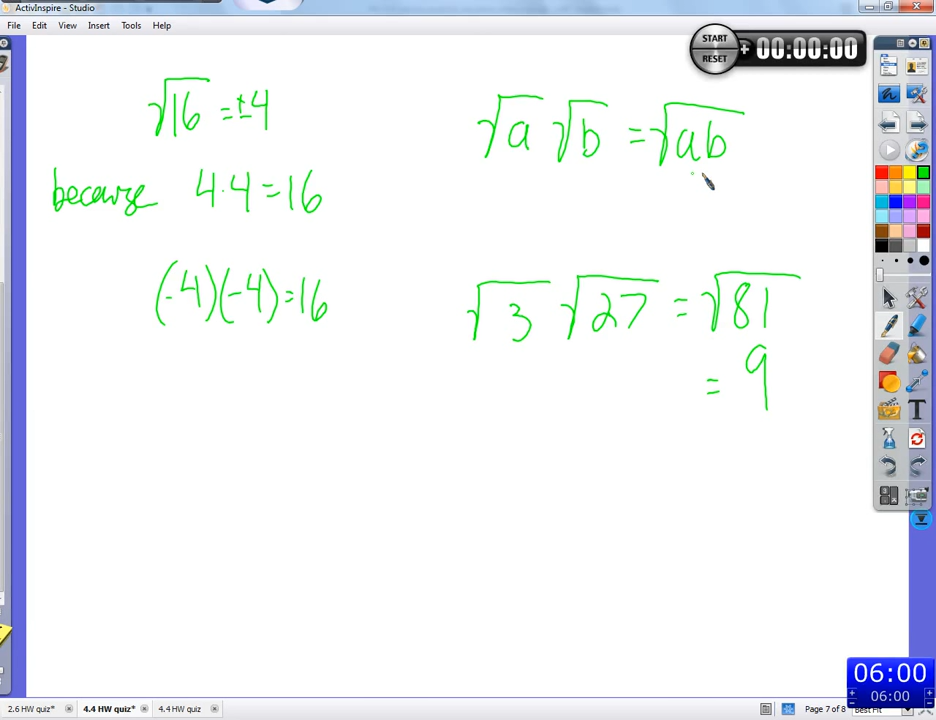 ActivInspire - Studio
File Edit View Insert Tools Help
START
RESET
00:00:00
√16 = ±4
because 4·4=16
(-4)(-4)=16
√a √b = √ab
√3 √27 = √81
= 9
T
06:00
06:00
2.6 HW quiz*
4.4 HW quiz*
4.4 HW quiz
Page 7 of 8
Best Fit